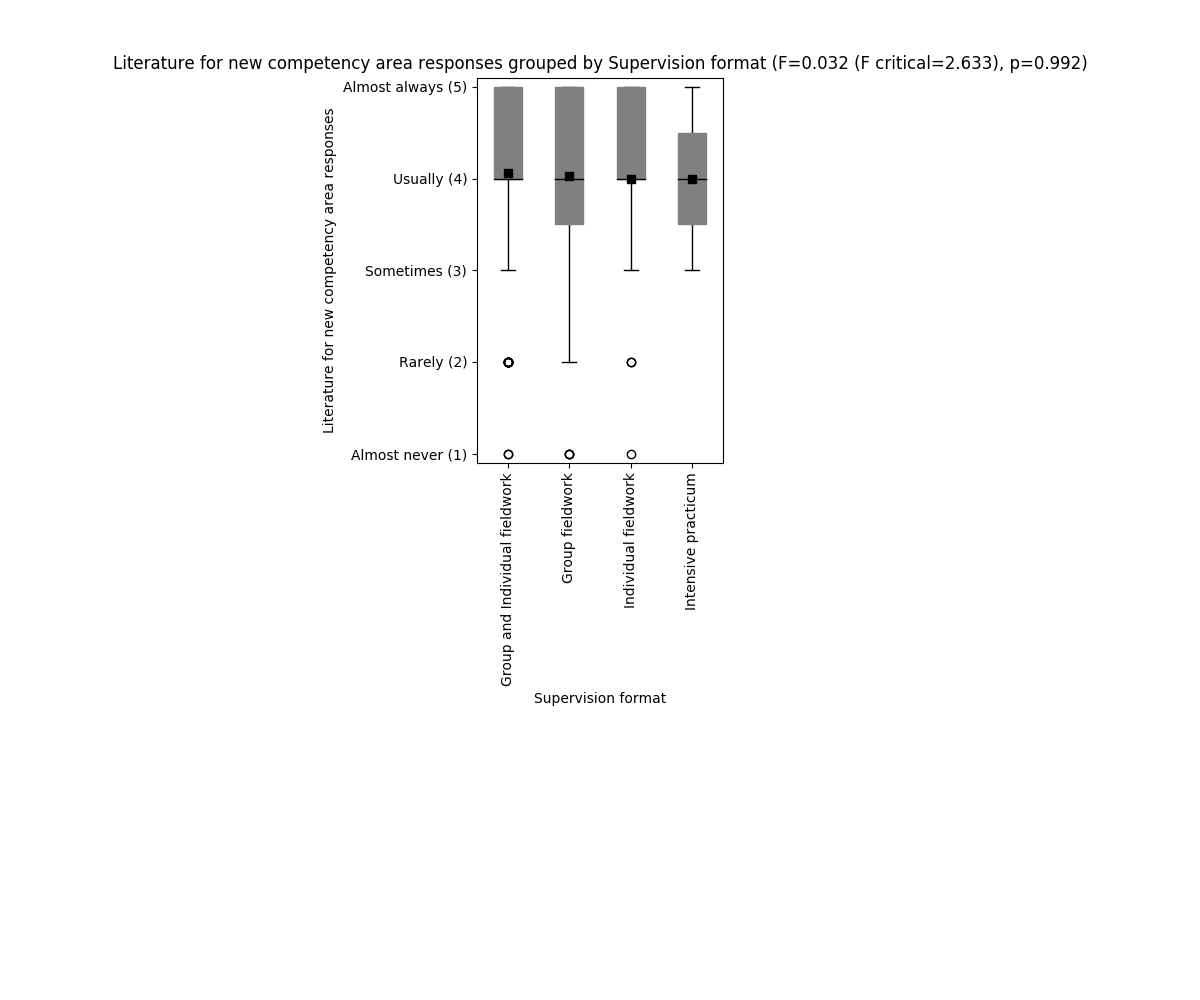 Literature for new competency area responses grouped by Supervision format (F=0.032 (F critical=2.633), p=0.992)
Literature for new competency area responses
Almost always (5)
Usually (4)
Sometimes (3)
Rarely (2)
Almost never (1)
Group and Individual fieldwork
Group fieldwork
Individual fieldwork
Intensive practicum
Supervision format